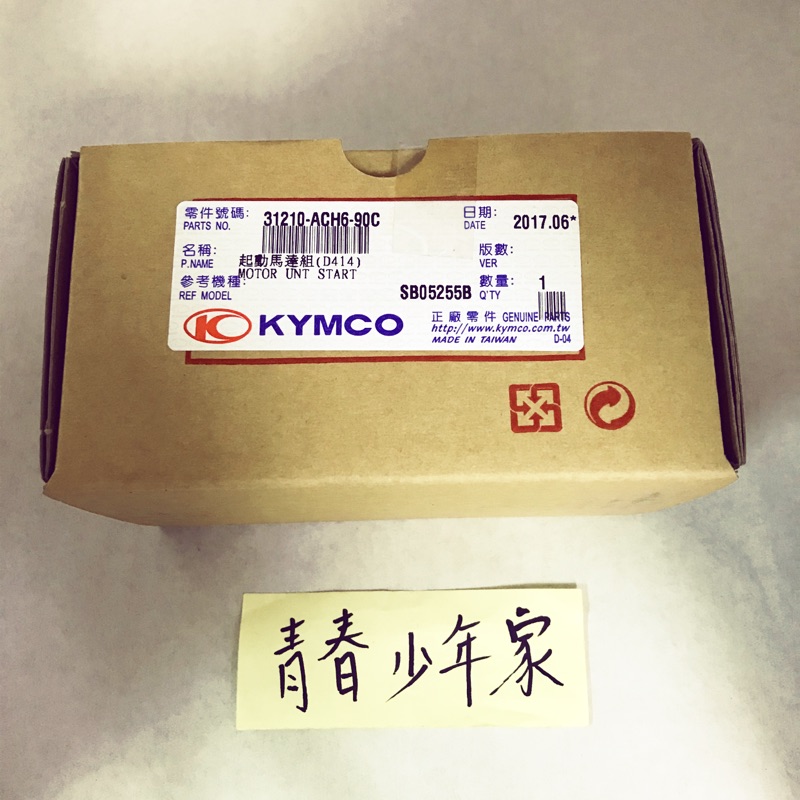 零件號碼: 31210-ACH6-90C 日期: 2017.06*
PARTS NO. DATE
名稱: 起動馬達組(D414) 版數:
P.NAME MOTOR UNT START VER
參考機種: SB05255B 數量: 1
REF MODEL Q'TY
KYMCO 正廠零件 GENUINE PARTS
http://www.kymco.com.tw
MADE IN TAIWAN D-04
青春少年家